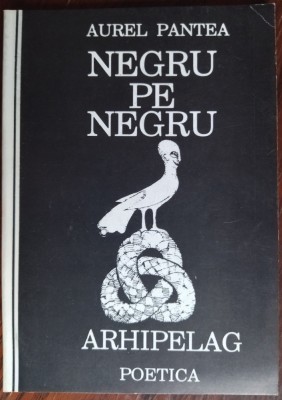 AUREL PANTEA
NEGRU
PE
NEGRU
ARHIPELAG
POETICA